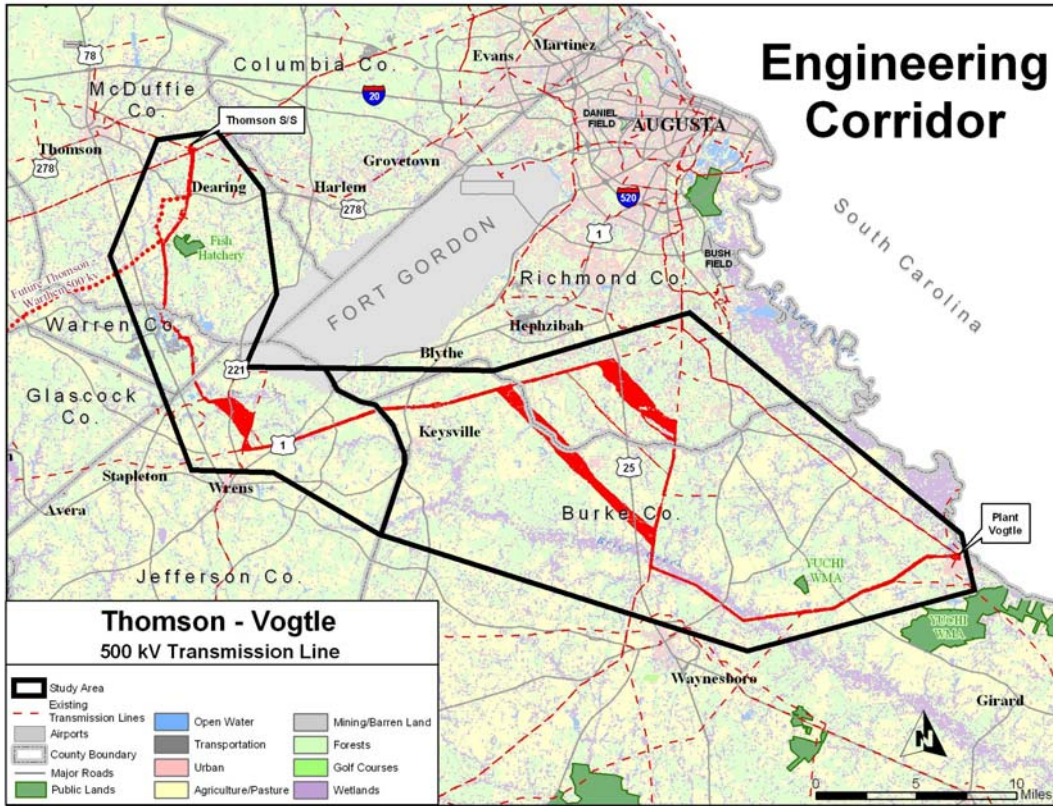 Engineering
Corridor
78
Columbia Co.
Evans
Martinez
McDuffie
Co.
20
Thomson S/S
DANIEL
FIELD
AUGUSTA
Thomson
278
Grovetown
Dearing
Harlem
278
520
1
Fish
Hatchery
FORT GORDON
BUSH
FIELD
South Carolina
Future Thomson -
Warthen 500 kv
Richmond Co.
Warren Co.
Hephzibah
Blythe
221
Glascock
Co.
Keysville
1
25
Stapleton
Wrens
Avera
Burke Co.
Plant
Vogtle
YUCHI
WMA
Jefferson Co.
YUCHI
WMA
Waynesboro
Girard
Thomson - Vogtle
500 kV Transmission Line
Study Area
Existing
Transmission Lines
Airports
County Boundary
Major Roads
Public Lands
Open Water
Transportation
Urban
Agriculture/Pasture
Mining/Barren Land
Forests
Golf Courses
Wetlands
N
0 5 10
Miles